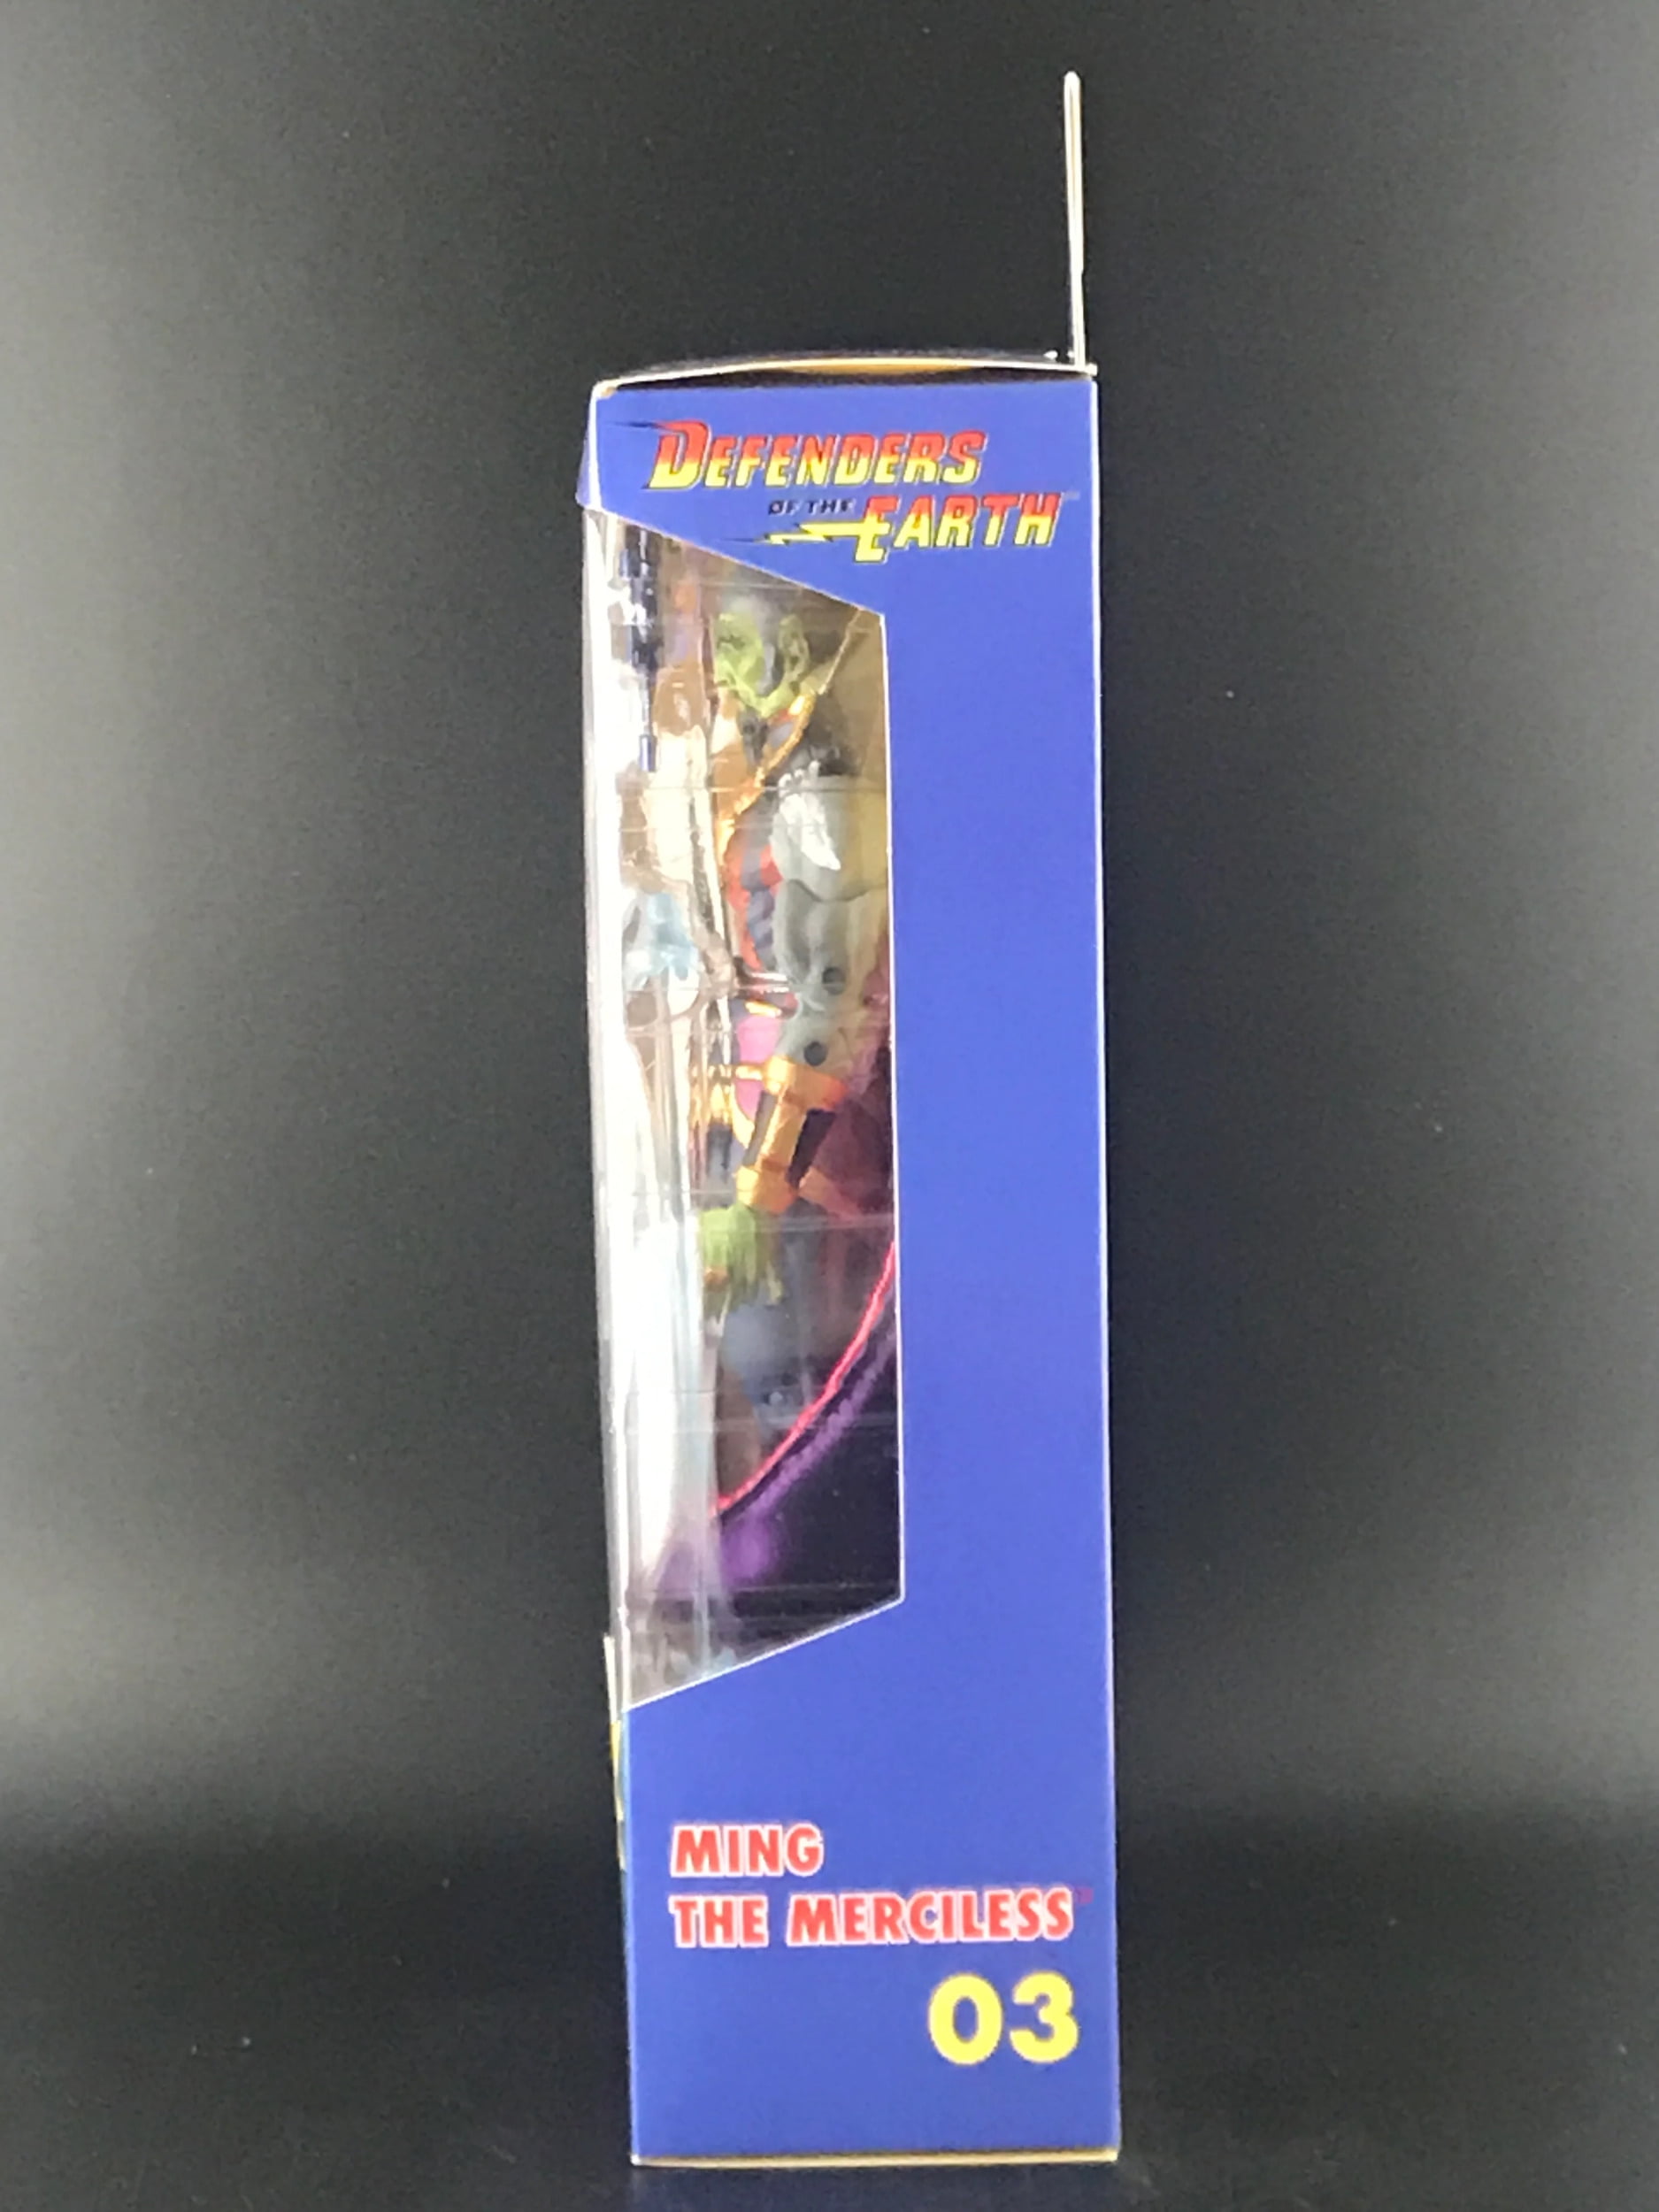 DEFENDERS
OF THE
EARTH
MING
THE MERCILESS
03